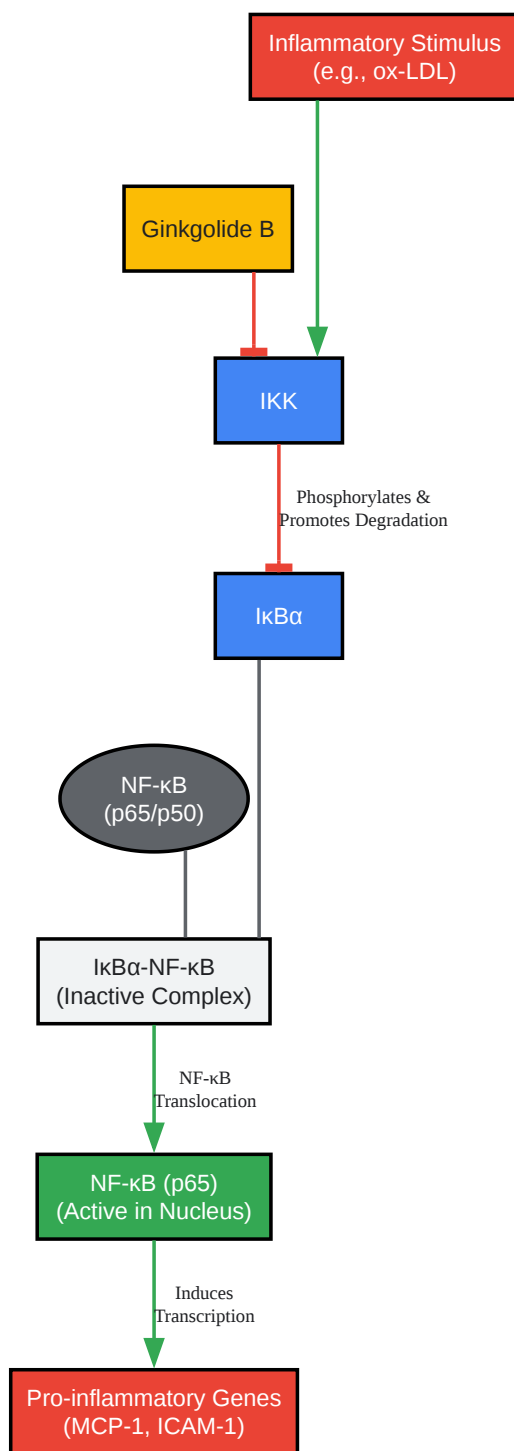 Inflammatory Stimulus
(e.g., ox-LDL)
Ginkgolide B
IKK
Phosphorylates &
Promotes Degradation
IκBα
NF-κB
(p65/p50)
IκBα-NF-κB
(Inactive Complex)
NF-κB
Translocation
NF-κB (p65)
(Active in Nucleus)
Induces
Transcription
Pro-inflammatory Genes
(MCP-1, ICAM-1)